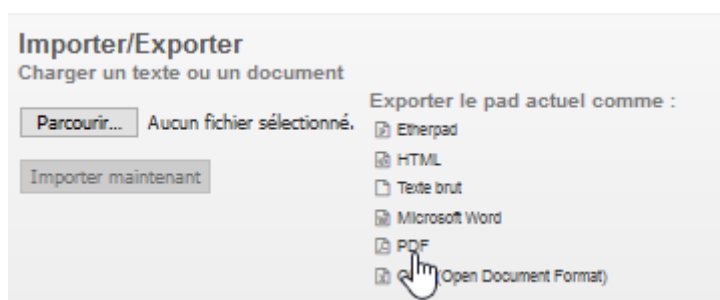 Importer/Exporter
Charger un texte ou un document
Parcourir... Aucun fichier sélectionné.
Importer maintenant
Exporter le pad actuel comme :
Etherpad
HTML
Texte brut
Microsoft Word
PDF
(Open Document Format)